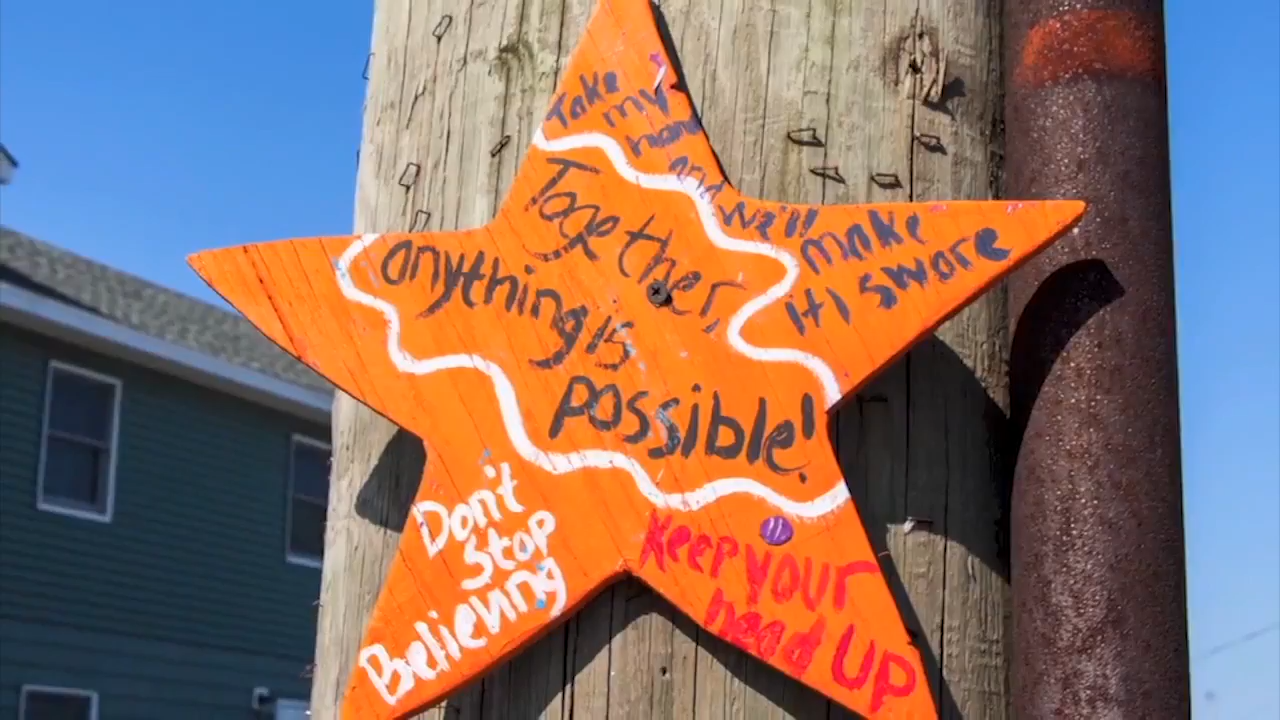 Take
my
hand
and
we'll
make
it I swore
Together,
anything is
possible!
Don't
Stop
Believing
Keep your
head UP